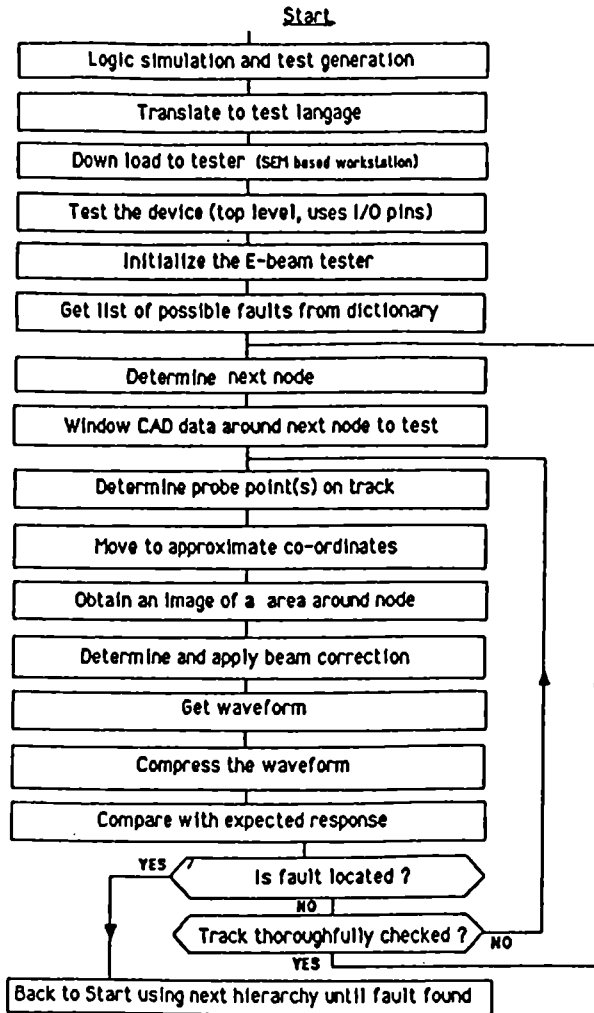 Start
Logic simulation and test generation
Translate to test langage
Down load to tester (SEM based workstation)
Test the device (top level, uses I/O pins)
Initialize the E-beam tester
Get list of possible faults from dictionary
Determine next node
Window CAD data around next node to test
Determine probe point(s) on track
Move to approximate co-ordinates
Obtain an image of a area around node
Determine and apply beam correction
Get waveform
Compress the waveform
Compare with expected response
YES
Is fault located ?
NO
Track thoroughfully checked ?
NO
YES
Back to Start using next hierarchy until fault found